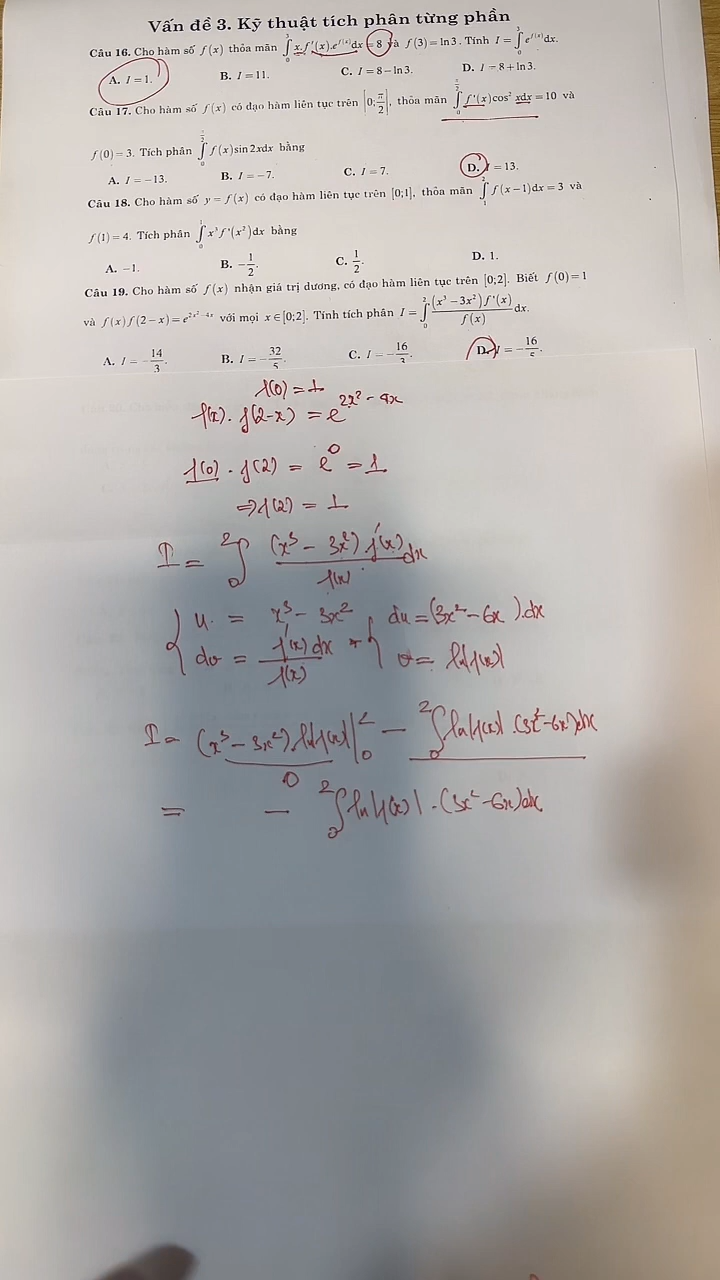 Vấn đề 3. Kỹ thuật tích phân từng phần
Câu 16. Cho hàm số f(x) thỏa mãn ∫₀³ x.f'(x).e^{f(x)}dx = 8 và f(3) = ln3. Tính I = ∫₀³ e^{f(x)}dx.
A. I = 1. B. I = 11. C. I = 8 − ln3. D. I = 8 + ln3.
Câu 17. Cho hàm số f(x) có đạo hàm liên tục trên [0; π/2], thỏa mãn ∫₀^{π/2} f'(x)cos²xdx = 10 và
f(0) = 3. Tích phân ∫₀^{π/2} f(x)sin2xdx bằng
A. I = −13. B. I = −7. C. I = 7. D. I = 13.
Câu 18. Cho hàm số y = f(x) có đạo hàm liên tục trên [0;1], thỏa mãn ∫₁² f(x−1)dx = 3 và
f(1) = 4. Tích phân ∫₀¹ x³f'(x²)dx bằng
A. −1. B. −1/2. C. 1/2. D. 1.
Câu 19. Cho hàm số f(x) nhận giá trị dương, có đạo hàm liên tục trên [0;2]. Biết f(0) = 1
và f(x)f(2−x) = e^{2x²−4x} với mọi x∈[0;2]. Tính tích phân I = ∫₀² (x³−3x²)f'(x)/f(x) dx.
A. I = −14/3. B. I = −32/5. C. I = −16/3. D. I = −16/5.
f(0) = 1
f(x). f(2-x) = e^{2x² - 4x}
f(0) . f(2) = e⁰ = 1
⇒ f(2) = 1
I = ∫₀² (x³ - 3x²) f'(x)/f(x) dx
{ u = x³ - 3x² { du = (3x² - 6x).dx
dv = f'(x)dx/f(x) v = ln|f(x)|
I = (x³ - 3x²).ln|f(x)| |₀² - ∫₀² ln|f(x)| .(3x² - 6x)dx
0
= - ∫₀² ln|f(x)| . (3x² - 6x)dx